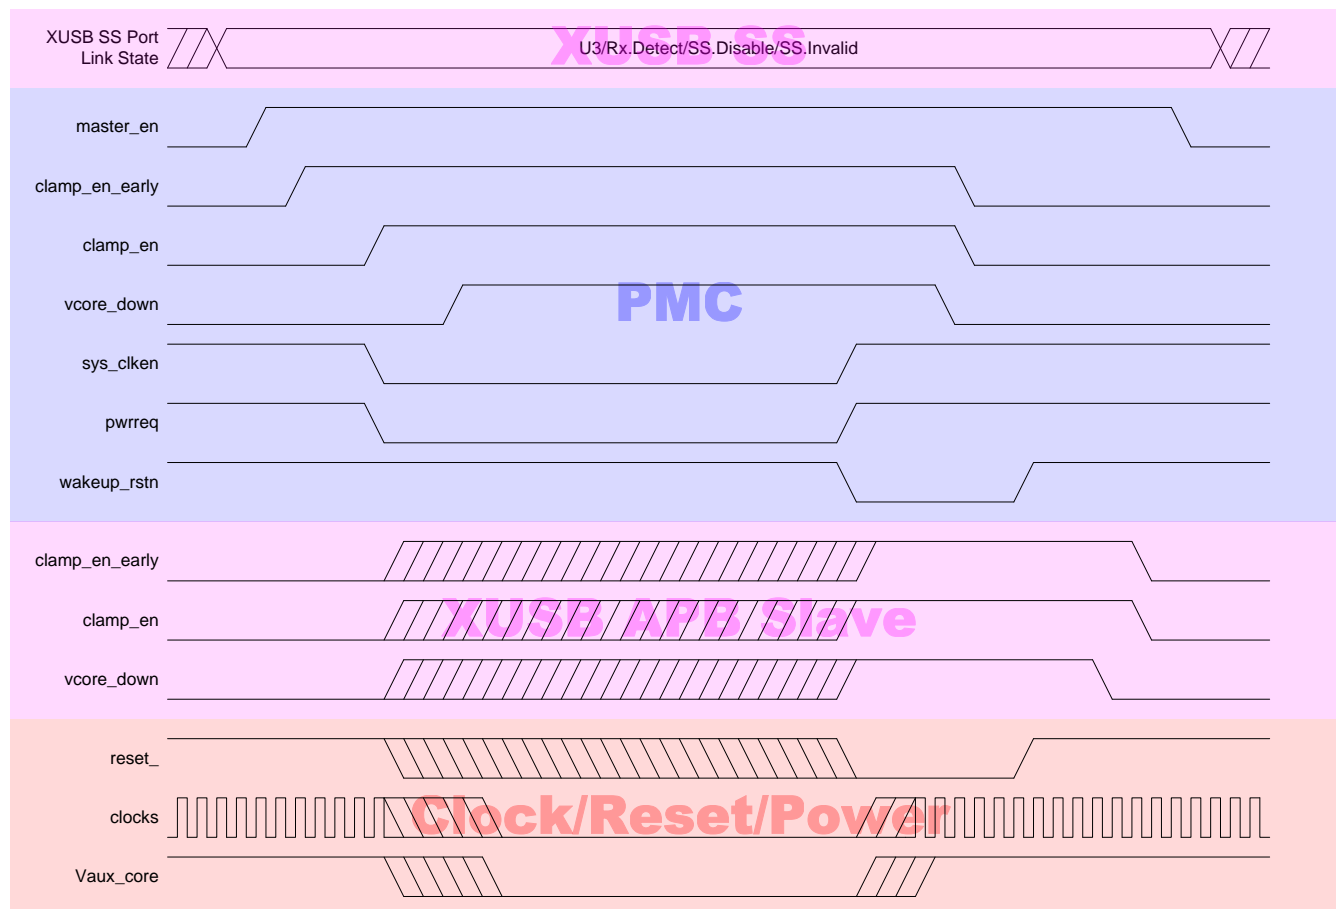 XUSB SS Port
Link State
XUSB SS
U3/Rx.Detect/SS.Disable/SS.Invalid
master_en
clamp_en_early
clamp_en
vcore_down
PMC
sys_clken
pwrreq
wakeup_rstn
clamp_en_early
clamp_en
XUSB APB Slave
vcore_down
reset_
clocks
Clock/Reset/Power
Vaux_core